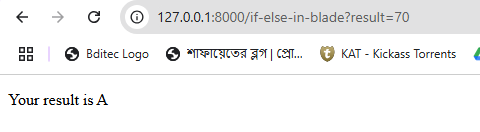 127.0.0.1:8000/if-else-in-blade?result=70
Bditec Logo শাফায়েতের ব্লগ | প্রো... KAT - Kickass Torrents
Your result is A